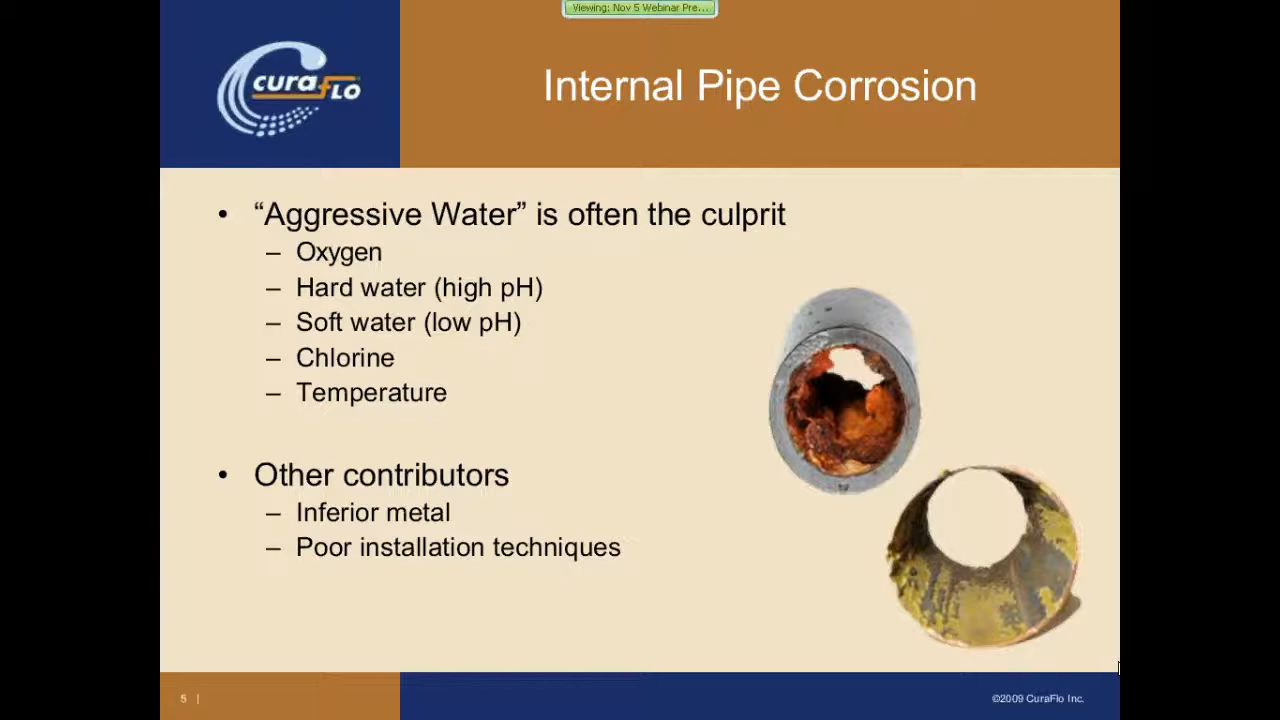 Viewing: Nov 5 Webinar Pre...
CURAFLO
Internal Pipe Corrosion
• “Aggressive Water” is often the culprit
– Oxygen
– Hard water (high pH)
– Soft water (low pH)
– Chlorine
– Temperature
• Other contributors
– Inferior metal
– Poor installation techniques
5 |
©2009 CuraFlo Inc.